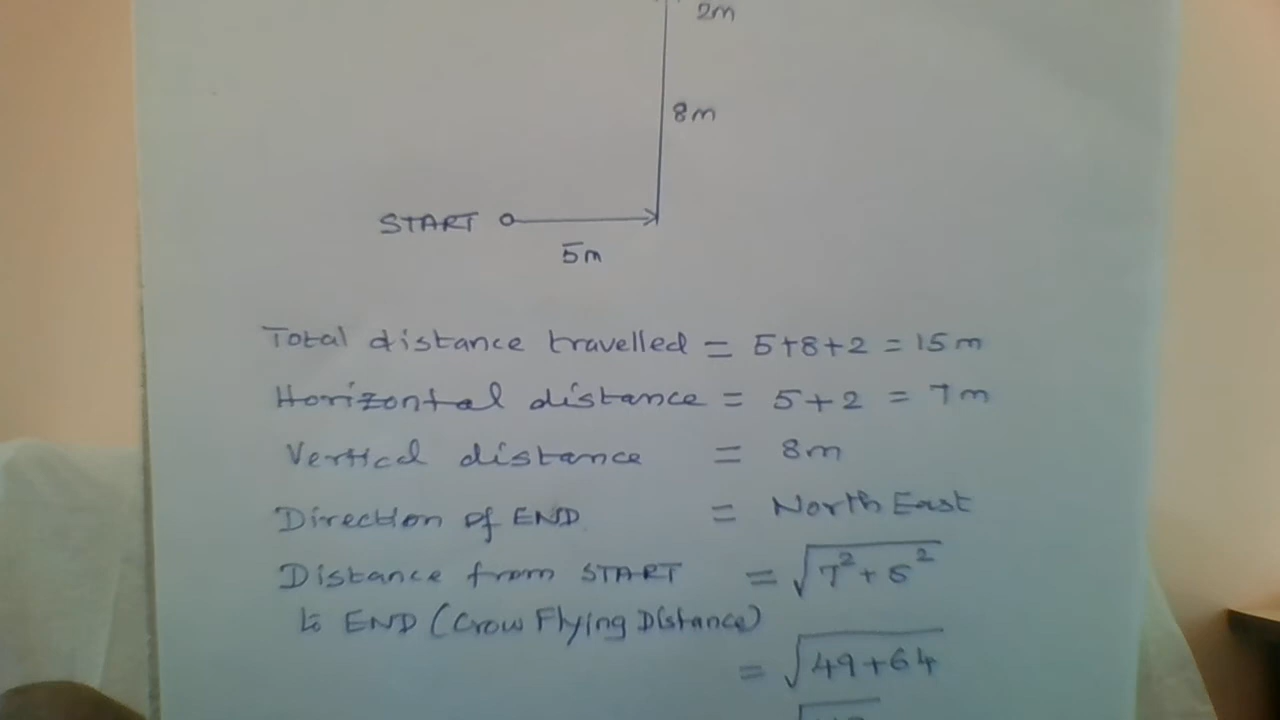 2m
8m
START
5m
Total distance travelled = 5+8+2 = 15m
Horizontal distance = 5+2 = 7m
Vertical distance = 8m
Direction of END = North East
Distance from START = √7²+8²
to END (Crow Flying Distance)
= √49+64